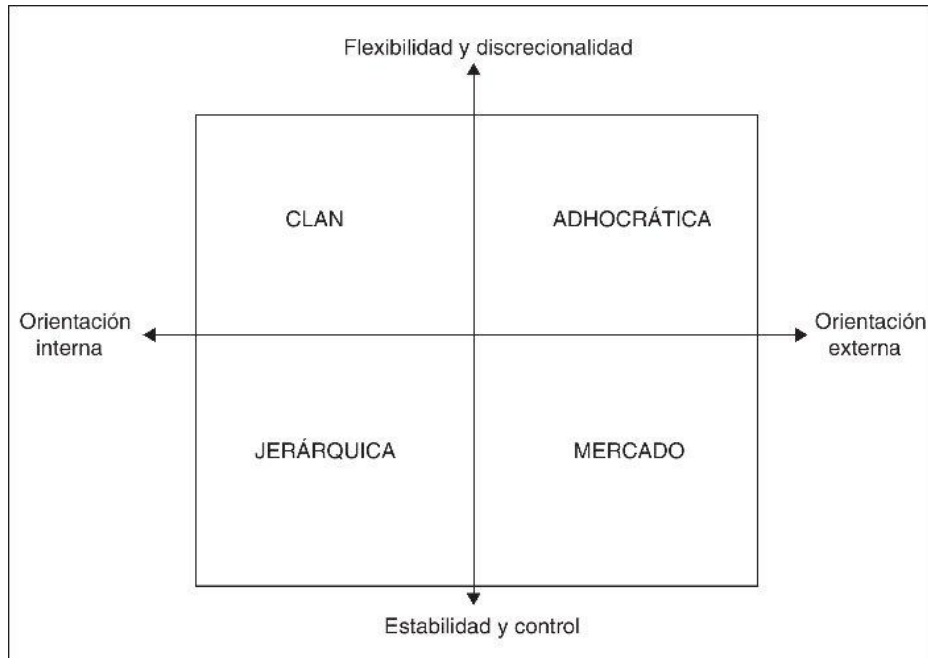 Flexibilidad y discrecionalidad
CLAN
ADHOCRÁTICA
Orientación
interna
Orientación
externa
JERÁRQUICA
MERCADO
Estabilidad y control